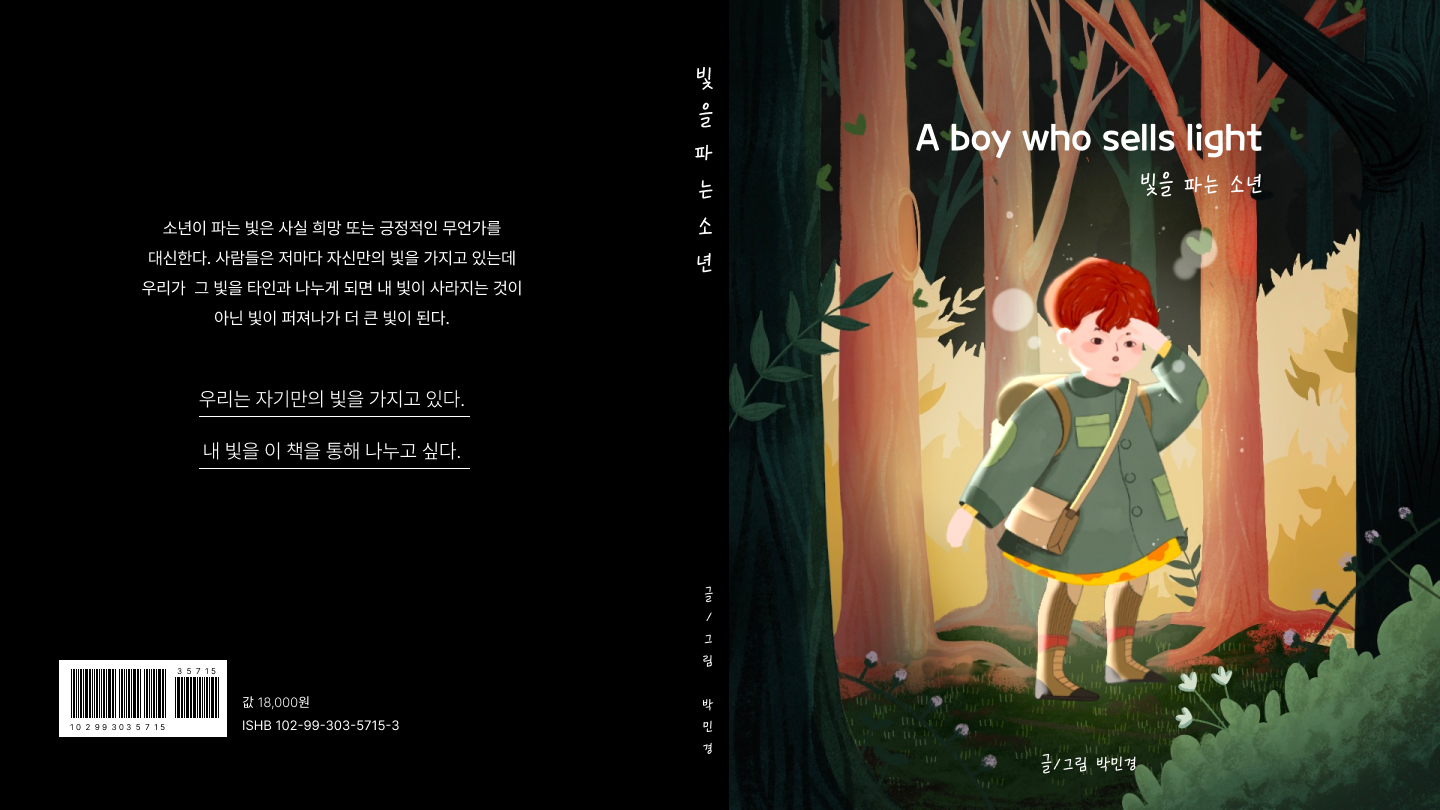 소년이 파는 빛은 사실 희망 또는 긍정적인 무언가를
대신한다. 사람들은 저마다 자신만의 빛을 가지고 있는데
우리가 그 빛을 타인과 나누게 되면 내 빛이 사라지는 것이
아닌 빛이 퍼져나가 더 큰 빛이 된다.
우리는 자기만의 빛을 가지고 있다.
내 빛을 이 책을 통해 나누고 싶다.
3 5 7 15
10 2 99 303 5 7 15
값 18,000원
ISHB 102-99-303-5715-3
빛을 파는 소년
글/그림 박민경
A boy who sells light
빛을 파는 소년
글/그림 박민경